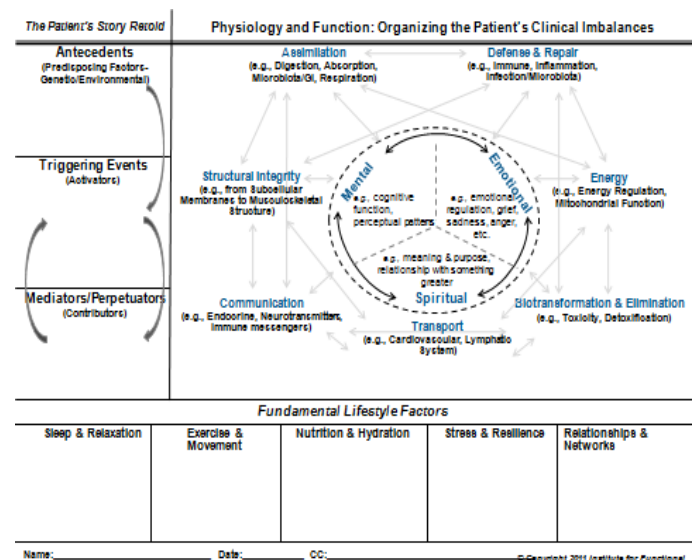 The Patient's Story Retold
Physiology and Function: Organizing the Patient's Clinical Imbalances
Antecedents
(Predisposing Factors-
Genetic/Environmental)
Triggering Events
(Activators)
Mediators/Perpetuators
(Contributors)
Assimilation
(e.g., Digestion, Absorption,
Microbiota/GI, Respiration)
Defense & Repair
(e.g., Immune, Inflammation,
Infection/Microbiota)
Structural Integrity
(e.g., from Subcellular
Membranes to Musculoskeletal
Structure)
Mental
e.g., cognitive
function,
perceptual patterns
Emotional
e.g., emotional
regulation, grief,
sadness, anger,
etc.
Energy
(e.g., Energy Regulation,
Mitochondrial Function)
e.g., meaning & purpose,
relationship with something
greater
Spiritual
Communication
(e.g., Endocrine, Neurotransmitters,
Immune messengers)
Biotransformation & Elimination
(e.g., Toxicity, Detoxification)
Transport
(e.g., Cardiovascular, Lymphatic
System)
Fundamental Lifestyle Factors
Sleep & Relaxation
Exercise &
Movement
Nutrition & Hydration
Stress & Resilience
Relationships &
Networks
Name: Date: CC:
© Copyright 2011 Institute for Functional